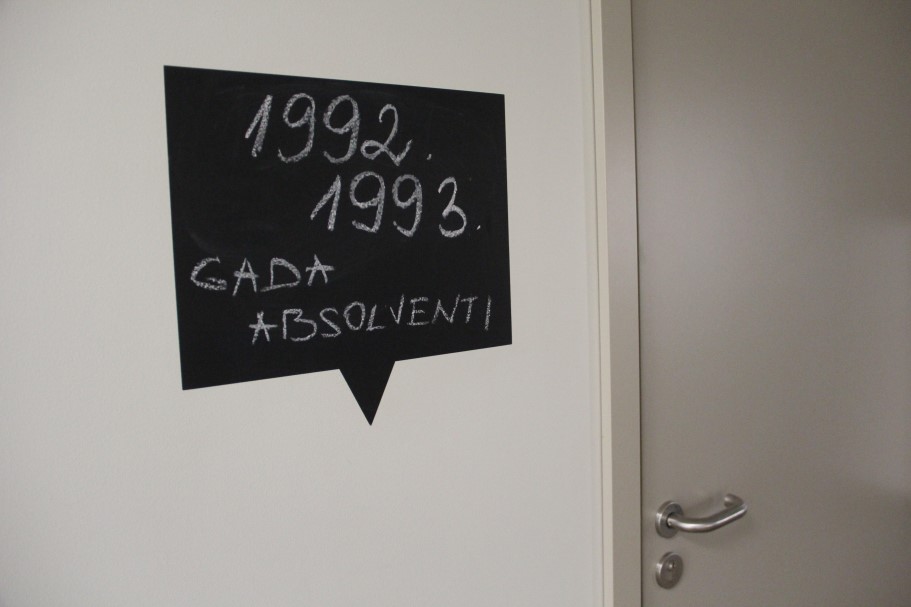 1992.
1993.
GADA
ABSOLVENTI